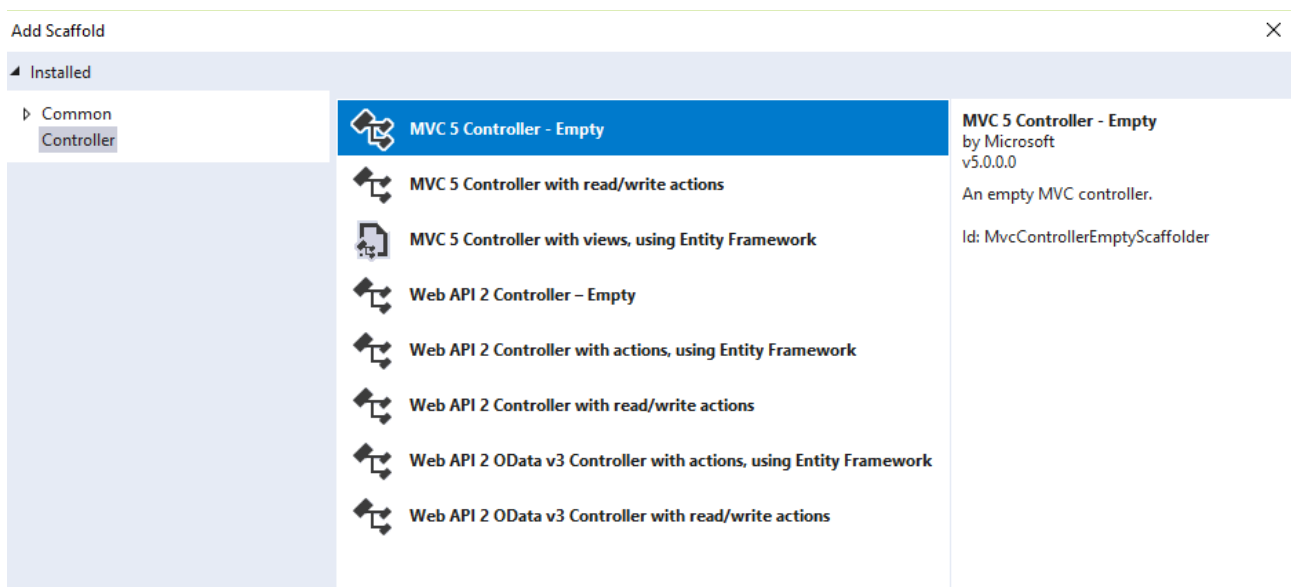 Add Scaffold
Installed
Common
Controller
MVC 5 Controller - Empty
MVC 5 Controller with read/write actions
MVC 5 Controller with views, using Entity Framework
Web API 2 Controller – Empty
Web API 2 Controller with actions, using Entity Framework
Web API 2 Controller with read/write actions
Web API 2 OData v3 Controller with actions, using Entity Framework
Web API 2 OData v3 Controller with read/write actions
MVC 5 Controller - Empty
by Microsoft
v5.0.0.0
An empty MVC controller.
Id: MvcControllerEmptyScaffolder